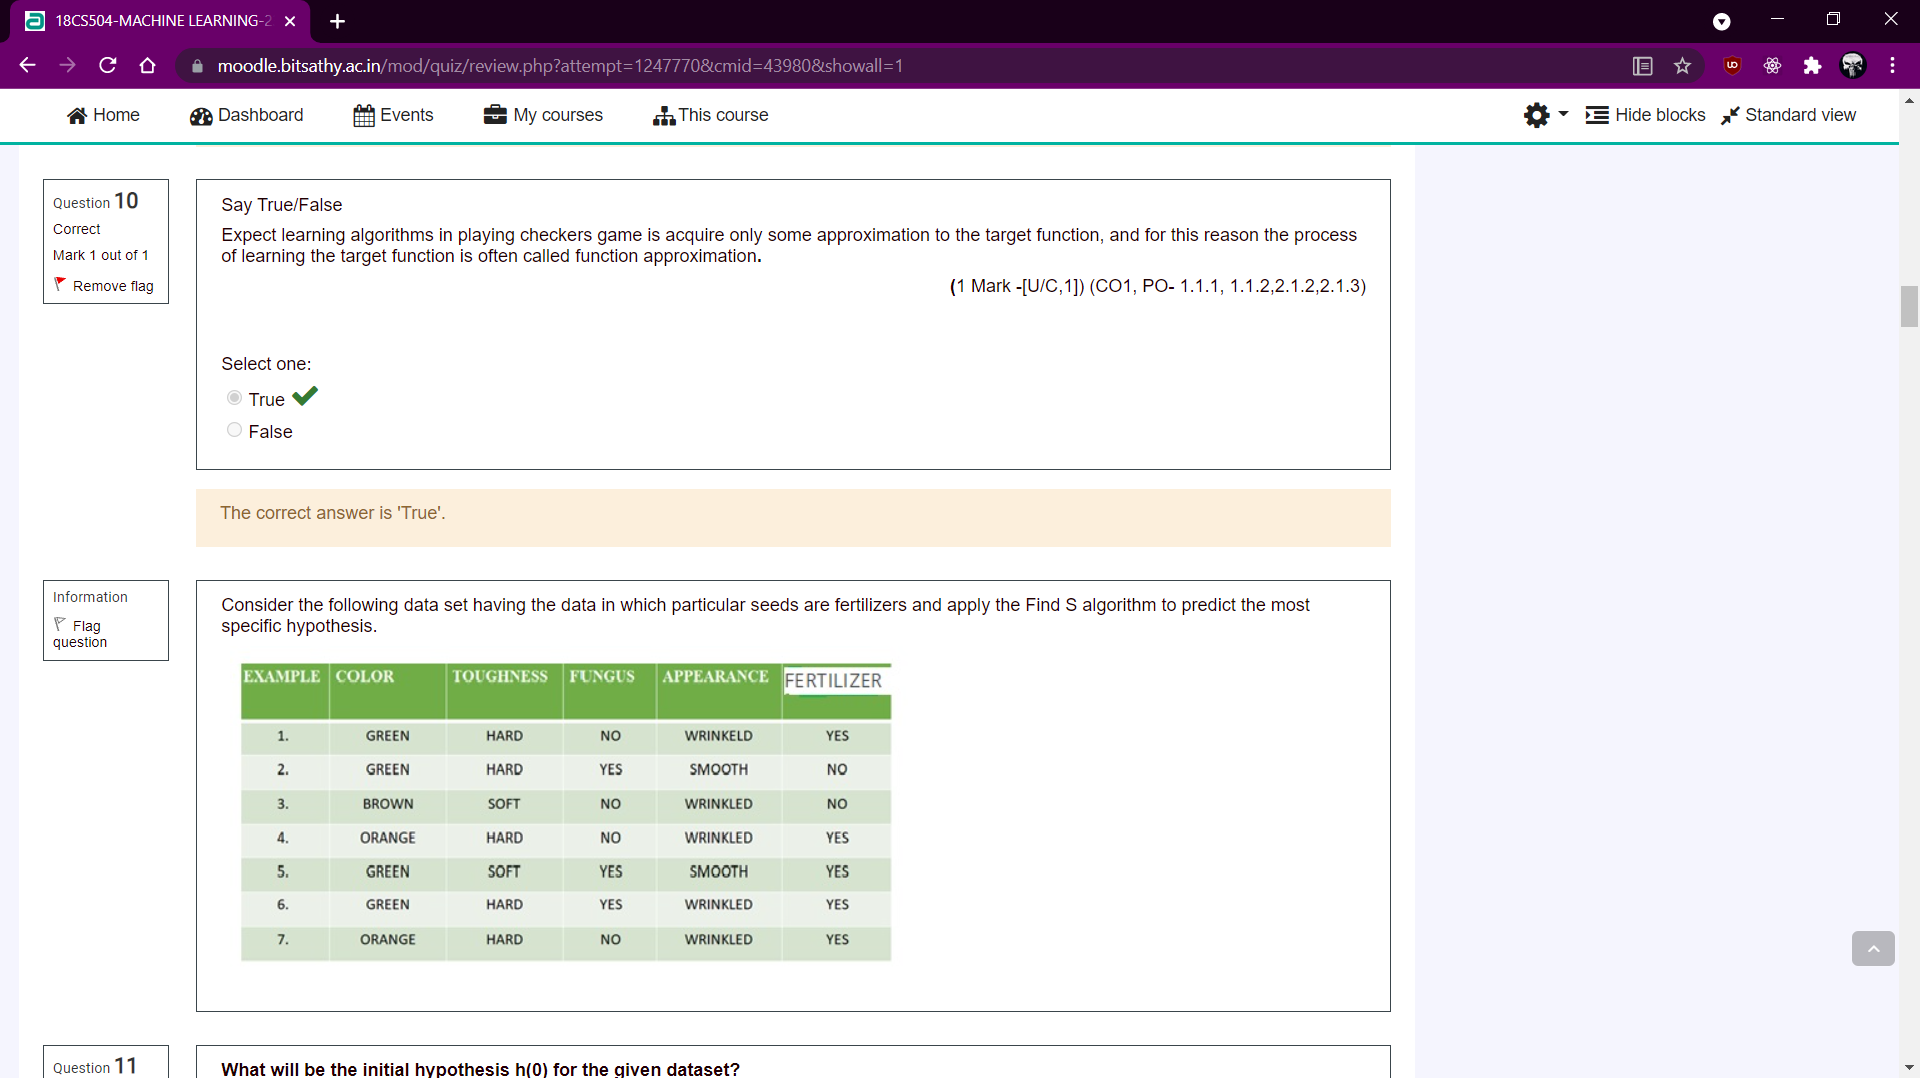 18CS504-MACHINE LEARNING-2
moodle.bitsathy.ac.in/mod/quiz/review.php?attempt=1247770&cmid=43980&showall=1
Home Dashboard Events My courses This course Hide blocks Standard view
Question 10
Correct
Mark 1 out of 1
Remove flag
Say True/False
Expect learning algorithms in playing checkers game is acquire only some approximation to the target function, and for this reason the process
of learning the target function is often called function approximation.
(1 Mark -[U/C,1]) (CO1, PO- 1.1.1, 1.1.2,2.1.2,2.1.3)
Select one:
True
False
The correct answer is 'True'.
Information
Flag
question
Consider the following data set having the data in which particular seeds are fertilizers and apply the Find S algorithm to predict the most
specific hypothesis.
EXAMPLE COLOR TOUGHNESS FUNGUS APPEARANCE FERTILIZER
1. GREEN HARD NO WRINKELD YES
2. GREEN HARD YES SMOOTH NO
3. BROWN SOFT NO WRINKLED NO
4. ORANGE HARD NO WRINKLED YES
5. GREEN SOFT YES SMOOTH YES
6. GREEN HARD YES WRINKLED YES
7. ORANGE HARD NO WRINKLED YES
Question 11
What will be the initial hypothesis h(0) for the given dataset?